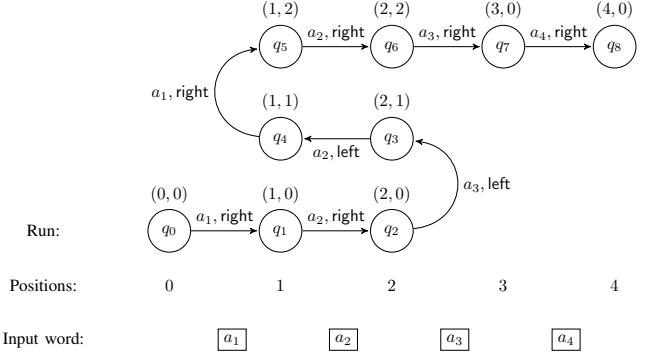 (1, 2) (2, 2) (3, 0) (4, 0)
a₂, right a₃, right a₄, right
q₅ q₆ q₇ q₈
a₁, right
(1, 1) (2, 1)
q₄ q₃
a₂, left
a₃, left
(0, 0) (1, 0) (2, 0)
a₁, right a₂, right
Run: q₀ q₁ q₂
Positions: 0 1 2 3 4
Input word: a₁ a₂ a₃ a₄